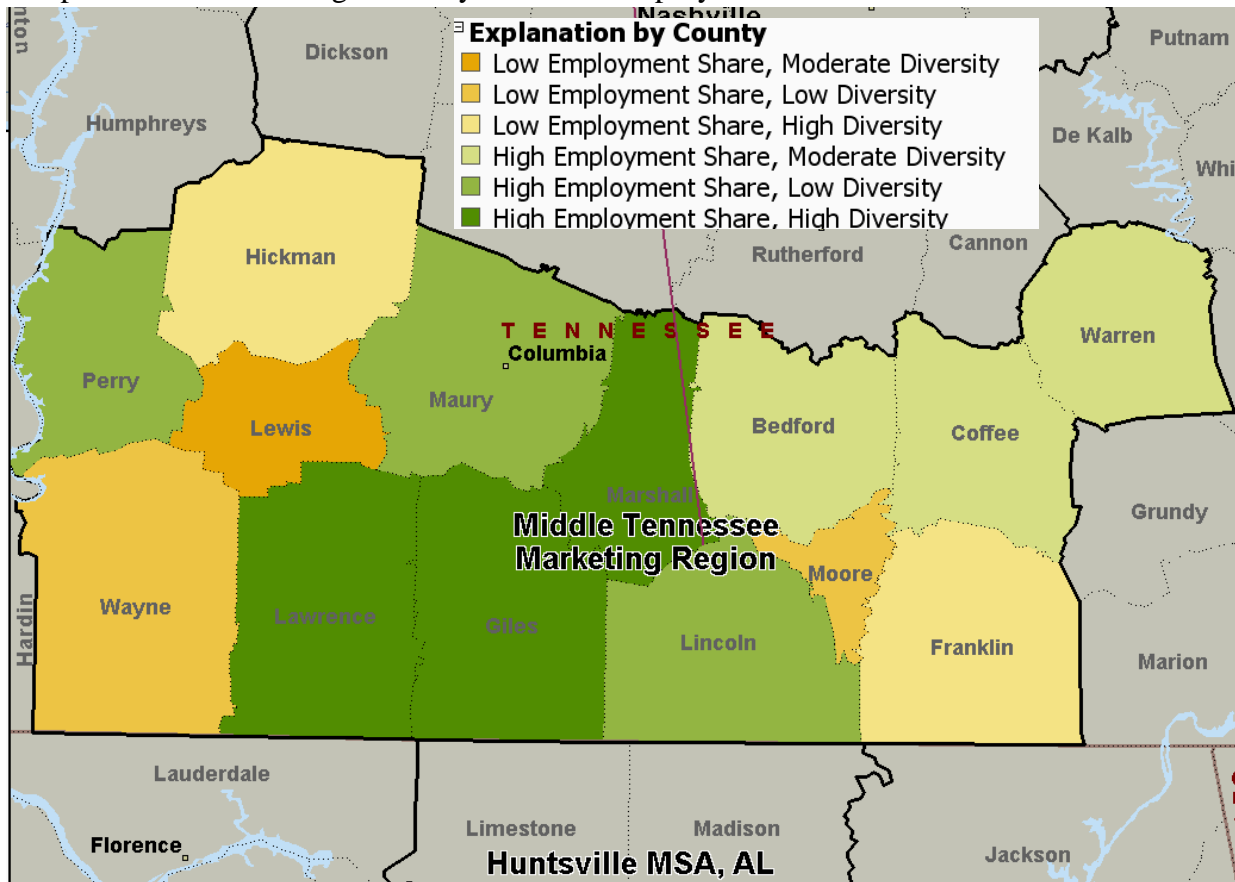 Nashville
Explanation by County
Low Employment Share, Moderate Diversity
Low Employment Share, Low Diversity
Low Employment Share, High Diversity
High Employment Share, Moderate Diversity
High Employment Share, Low Diversity
High Employment Share, High Diversity
nton
Dickson
Putnam
Humphreys
De Kalb
Whi
Hickman
Rutherford
Cannon
TENNESSEE
Warren
Columbia
Perry
Maury
Lewis
Bedford
Coffee
Marshall
Grundy
Middle Tennessee
Marketing Region
Moore
Wayne
Lawrence
Giles
Lincoln
Franklin
Hardin
Marion
Lauderdale
Limestone
Madison
Florence
Jackson
Huntsville MSA, AL